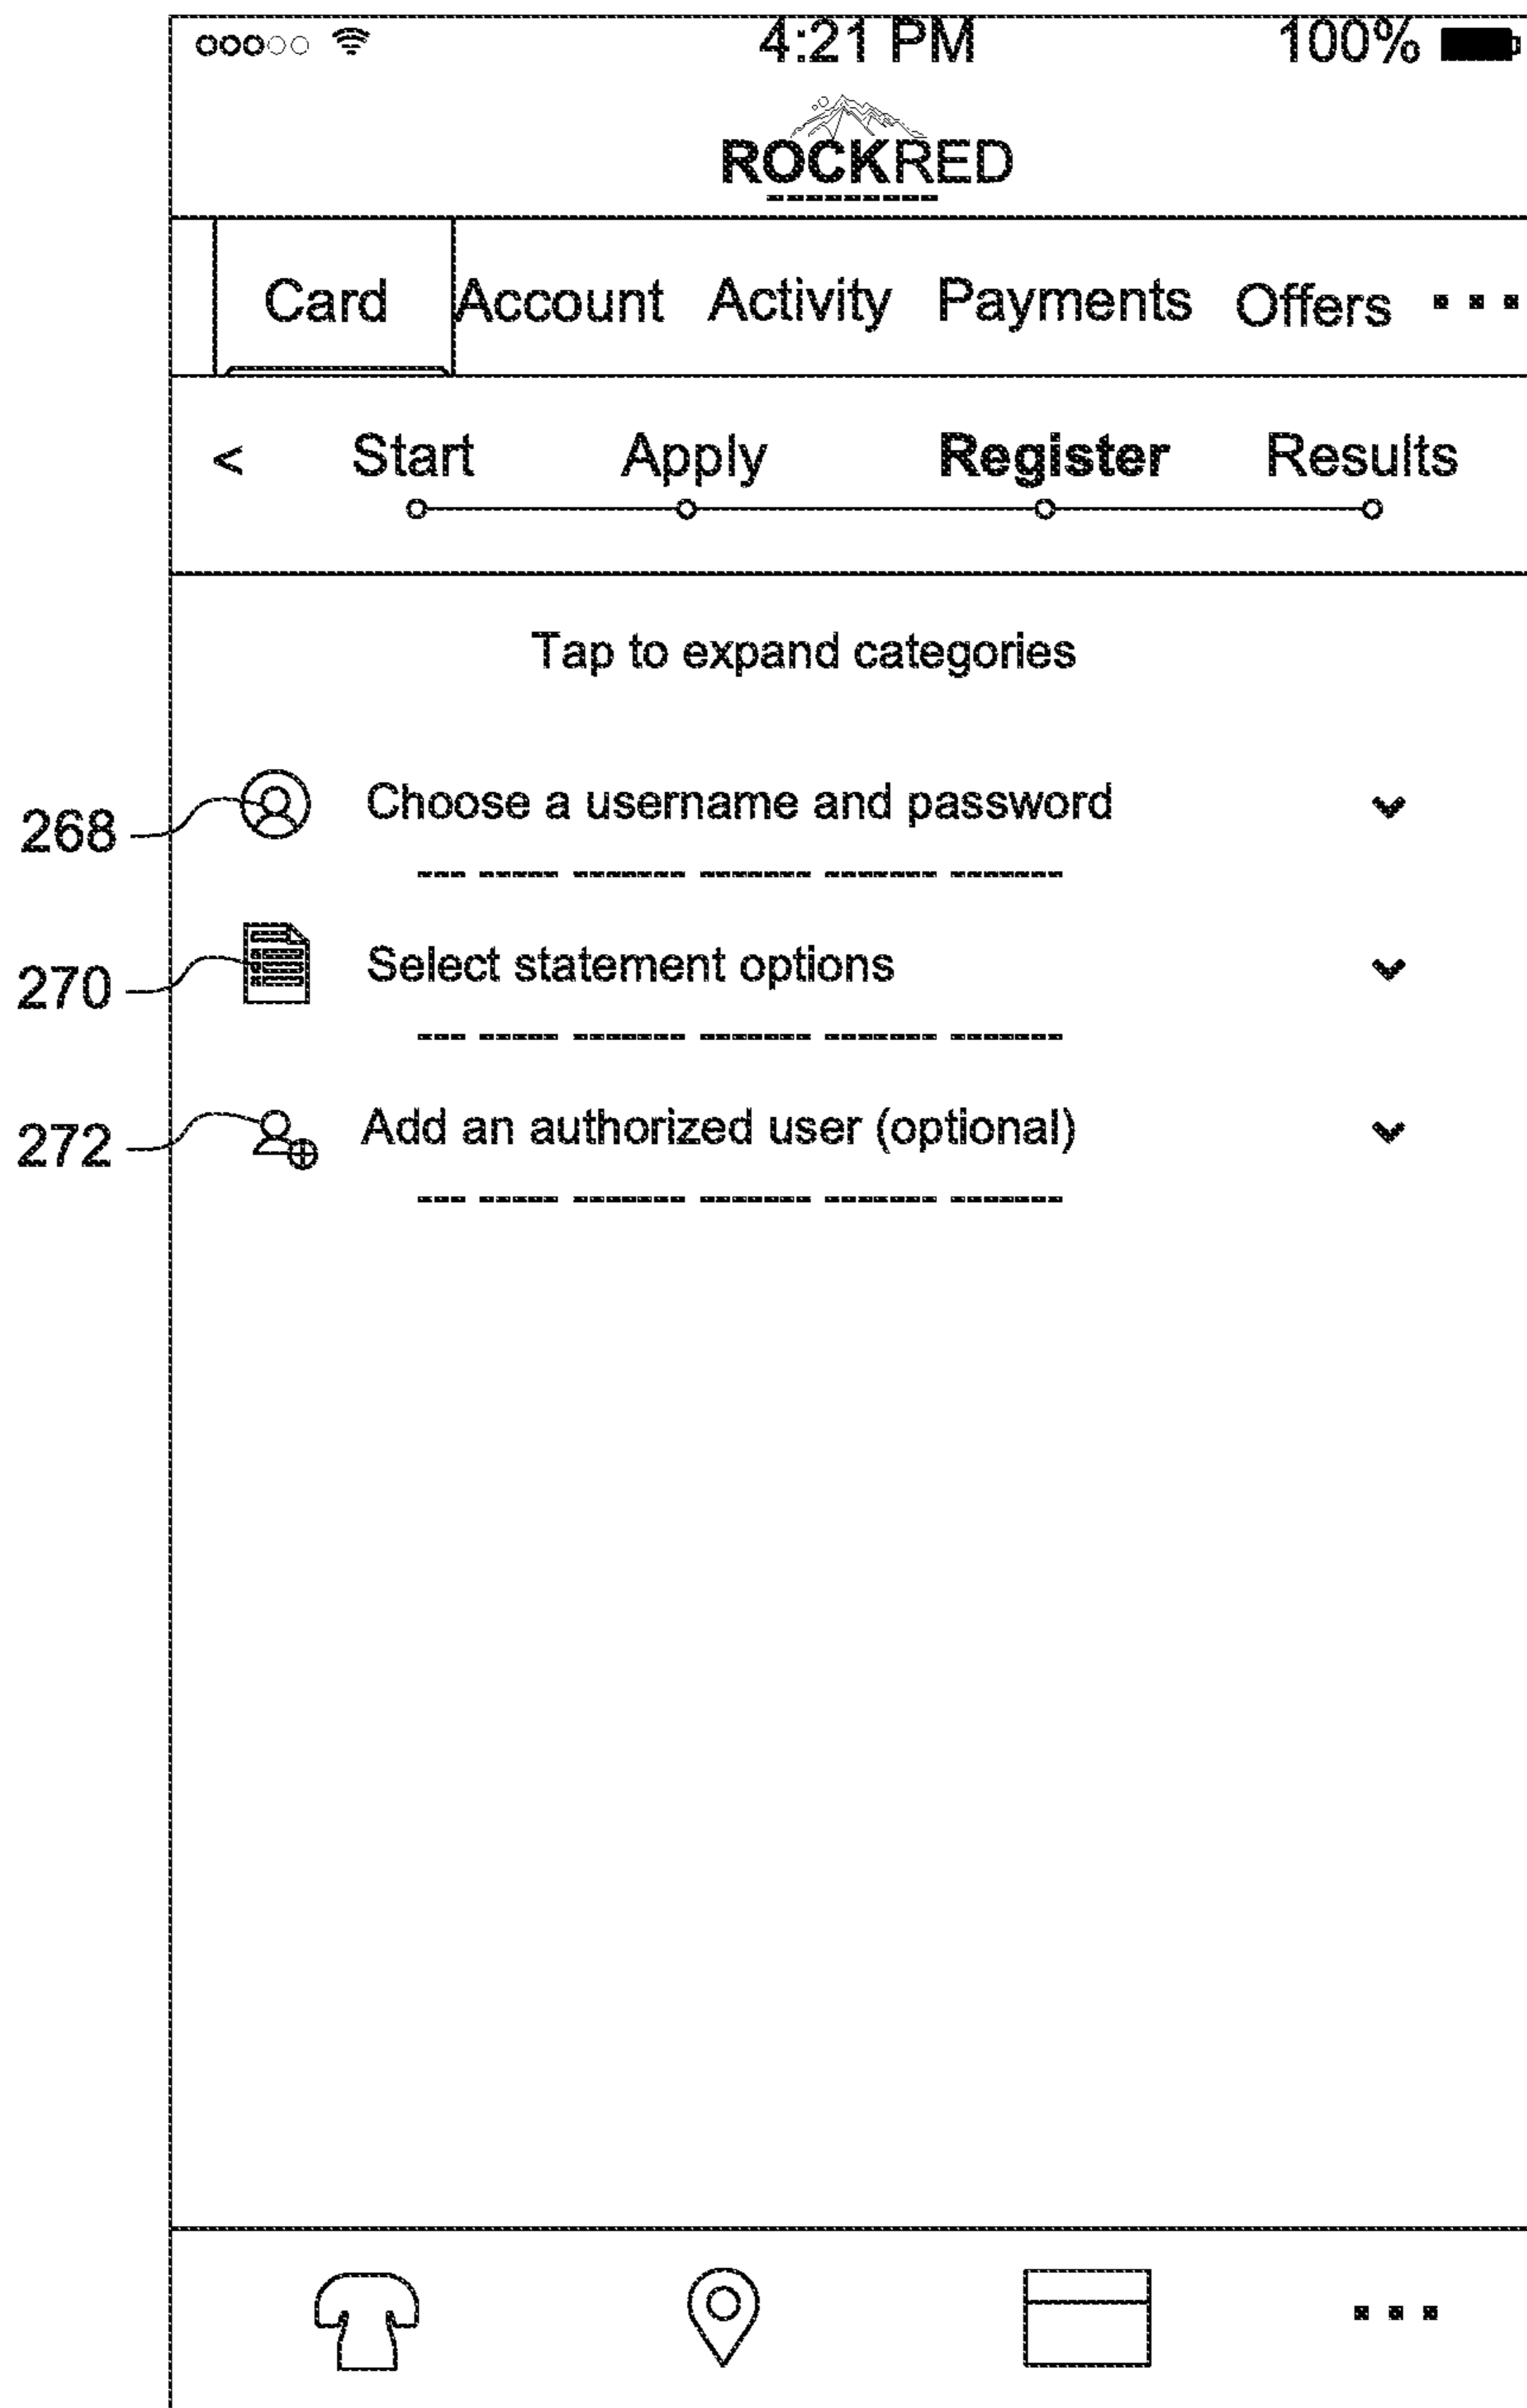 4:21 PM 100%
ROCKRED
Card Account Activity Payments Offers ...
< Start Apply Register Results
Tap to expand categories
268 Choose a username and password
270 Select statement options
272 Add an authorized user (optional)
...